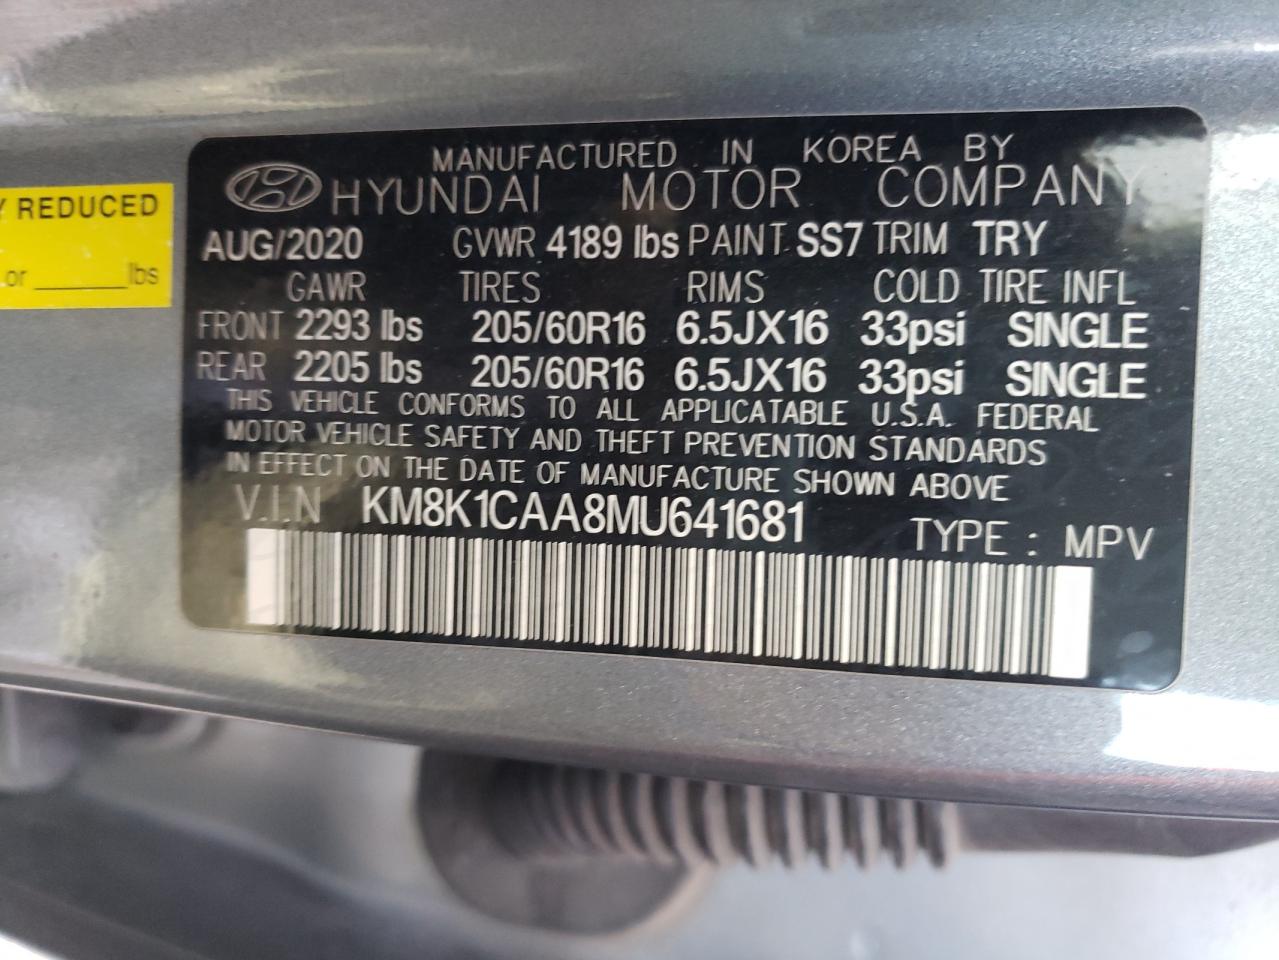 MANUFACTURED IN KOREA BY
HYUNDAI MOTOR COMPANY
AUG/2020 GVWR 4189 lbs PAINT SS7 TRIM TRY
GAWR TIRES RIMS COLD TIRE INFL
FRONT 2293 lbs 205/60R16 6.5JX16 33psi SINGLE
REAR 2205 lbs 205/60R16 6.5JX16 33psi SINGLE
THIS VEHICLE CONFORMS TO ALL APPLICATABLE U.S.A. FEDERAL
MOTOR VEHICLE SAFETY AND THEFT PREVENTION STANDARDS
IN EFFECT ON THE DATE OF MANUFACTURE SHOWN ABOVE
V.I.N KM8K1CAA8MU641681 TYPE : MPV
REDUCED
or ______lbs